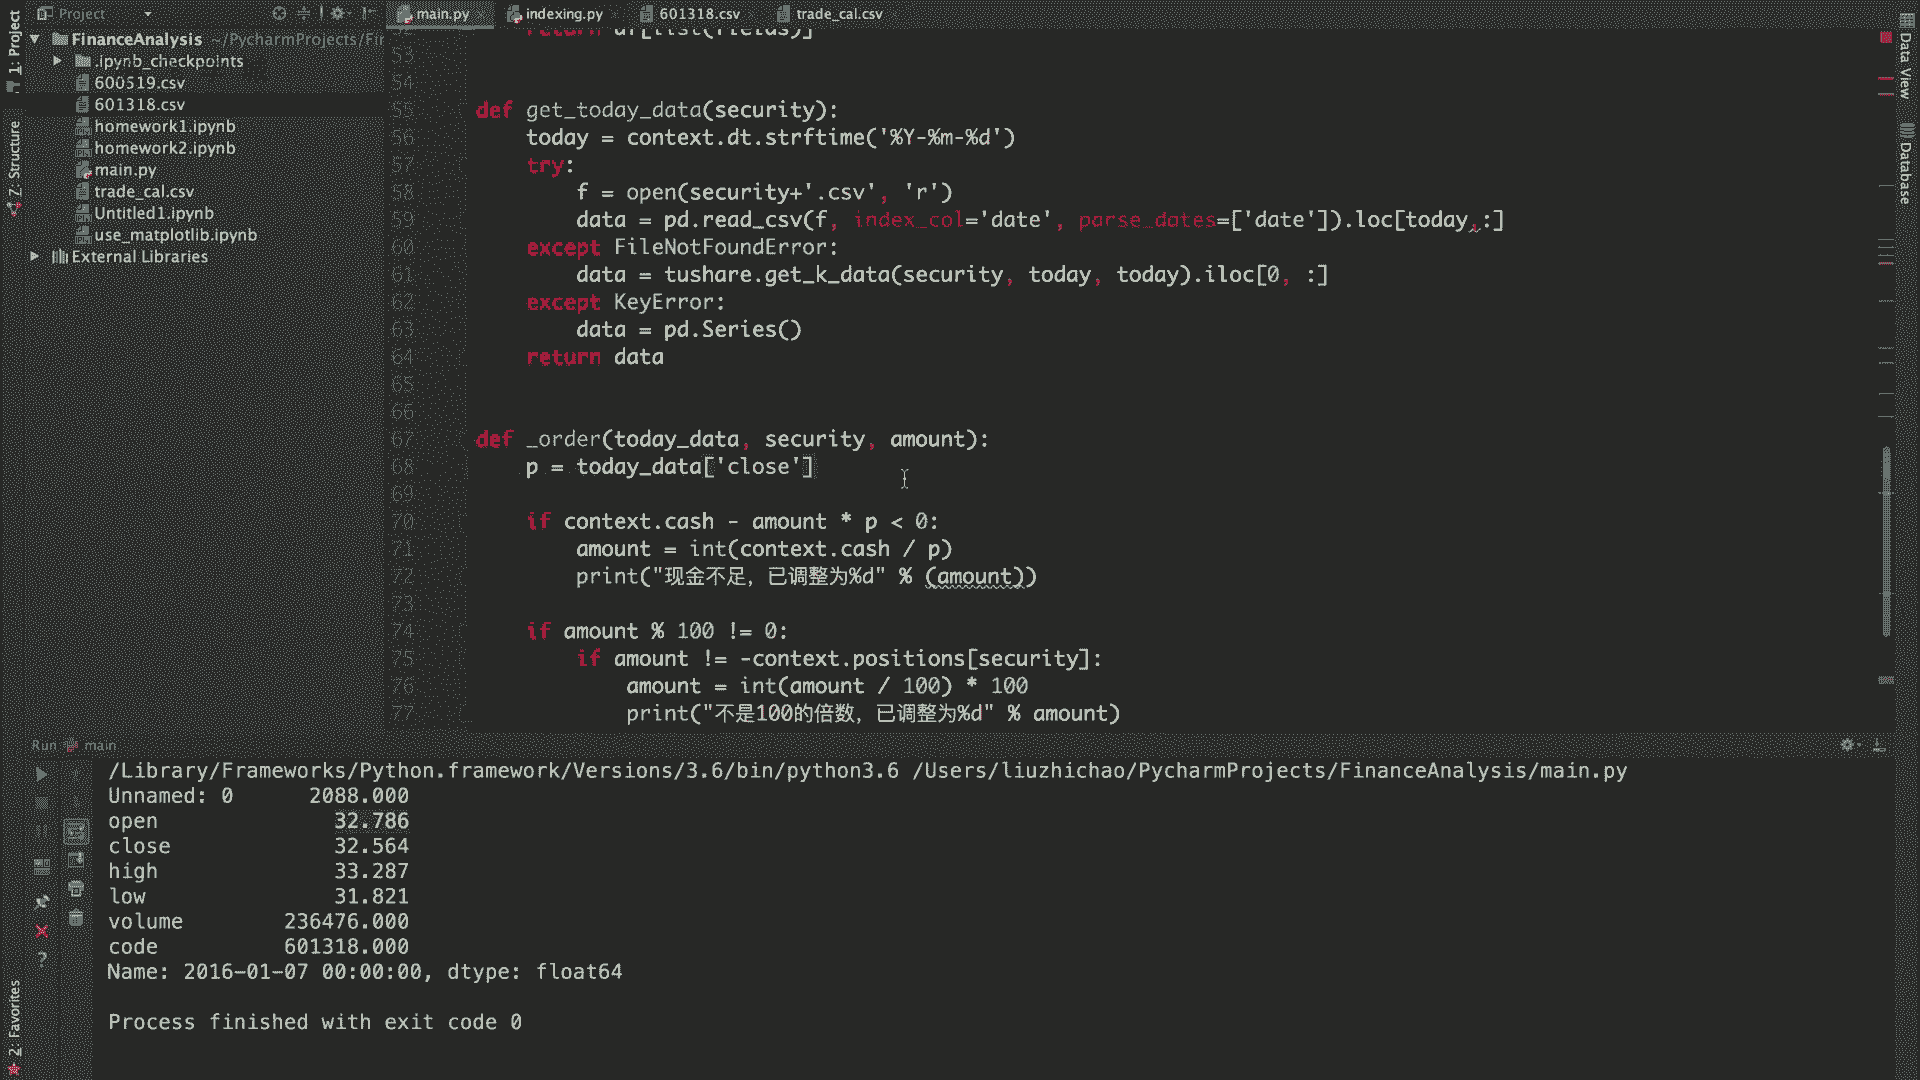 Project
main.py
indexing.py
601318.csv
trade_cal.csv
1: Project
FinanceAnalysis ~/PycharmProjects/Fir
.ipynb_checkpoints
600519.csv
601318.csv
homework1.ipynb
homework2.ipynb
main.py
trade_cal.csv
Untitled1.ipynb
use_matplotlib.ipynb
External Libraries
7: Structure
2: Favorites
Data View
Database
return df[list(fields)]
53
54
55 def get_today_data(security):
56 today = context.dt.strftime('%Y-%m-%d')
57 try:
58 f = open(security+'.csv', 'r')
59 data = pd.read_csv(f, index_col='date', parse_dates=['date']).loc[today,:]
60 except FileNotFoundError:
61 data = tushare.get_k_data(security, today, today).iloc[0, :]
62 except KeyError:
63 data = pd.Series()
64 return data
65
66
67 def _order(today_data, security, amount):
68 p = today_data['close']
69
70 if context.cash - amount * p < 0:
71 amount = int(context.cash / p)
72 print("现金不足，已调整为%d" % (amount))
73
74 if amount % 100 != 0:
75 if amount != -context.positions[security]:
76 amount = int(amount / 100) * 100
77 print("不是100的倍数，已调整为%d" % amount)
Run main
/Library/Frameworks/Python.framework/Versions/3.6/bin/python3.6 /Users/liuzhichao/PycharmProjects/FinanceAnalysis/main.py
Unnamed: 0 2088.000
open 32.786
close 32.564
high 33.287
low 31.821
volume 236476.000
code 601318.000
Name: 2016-01-07 00:00:00, dtype: float64
Process finished with exit code 0